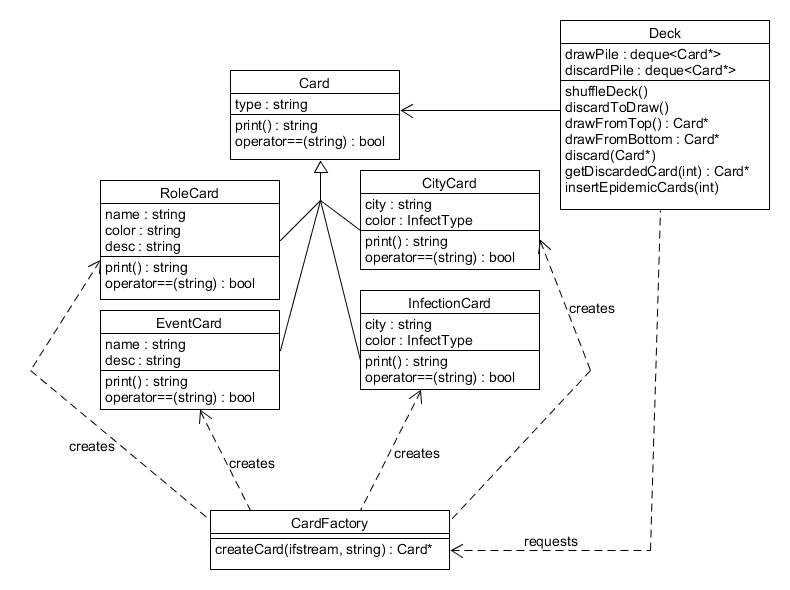 Deck
drawPile : deque<Card*>
discardPile : deque<Card*>
shuffleDeck()
discardToDraw()
drawFromTop() : Card*
drawFromBottom : Card*
discard(Card*)
getDiscardedCard(int) : Card*
insertEpidemicCards(int)
Card
type : string
print() : string
operator==(string) : bool
RoleCard
name : string
color : string
desc : string
print() : string
operator==(string) : bool
CityCard
city : string
color : InfectType
print() : string
operator==(string) : bool
EventCard
name : string
desc : string
print() : string
operator==(string) : bool
InfectionCard
city : string
color : InfectType
print() : string
operator==(string) : bool
creates
creates
creates
creates
CardFactory
createCard(ifstream, string) : Card*
requests